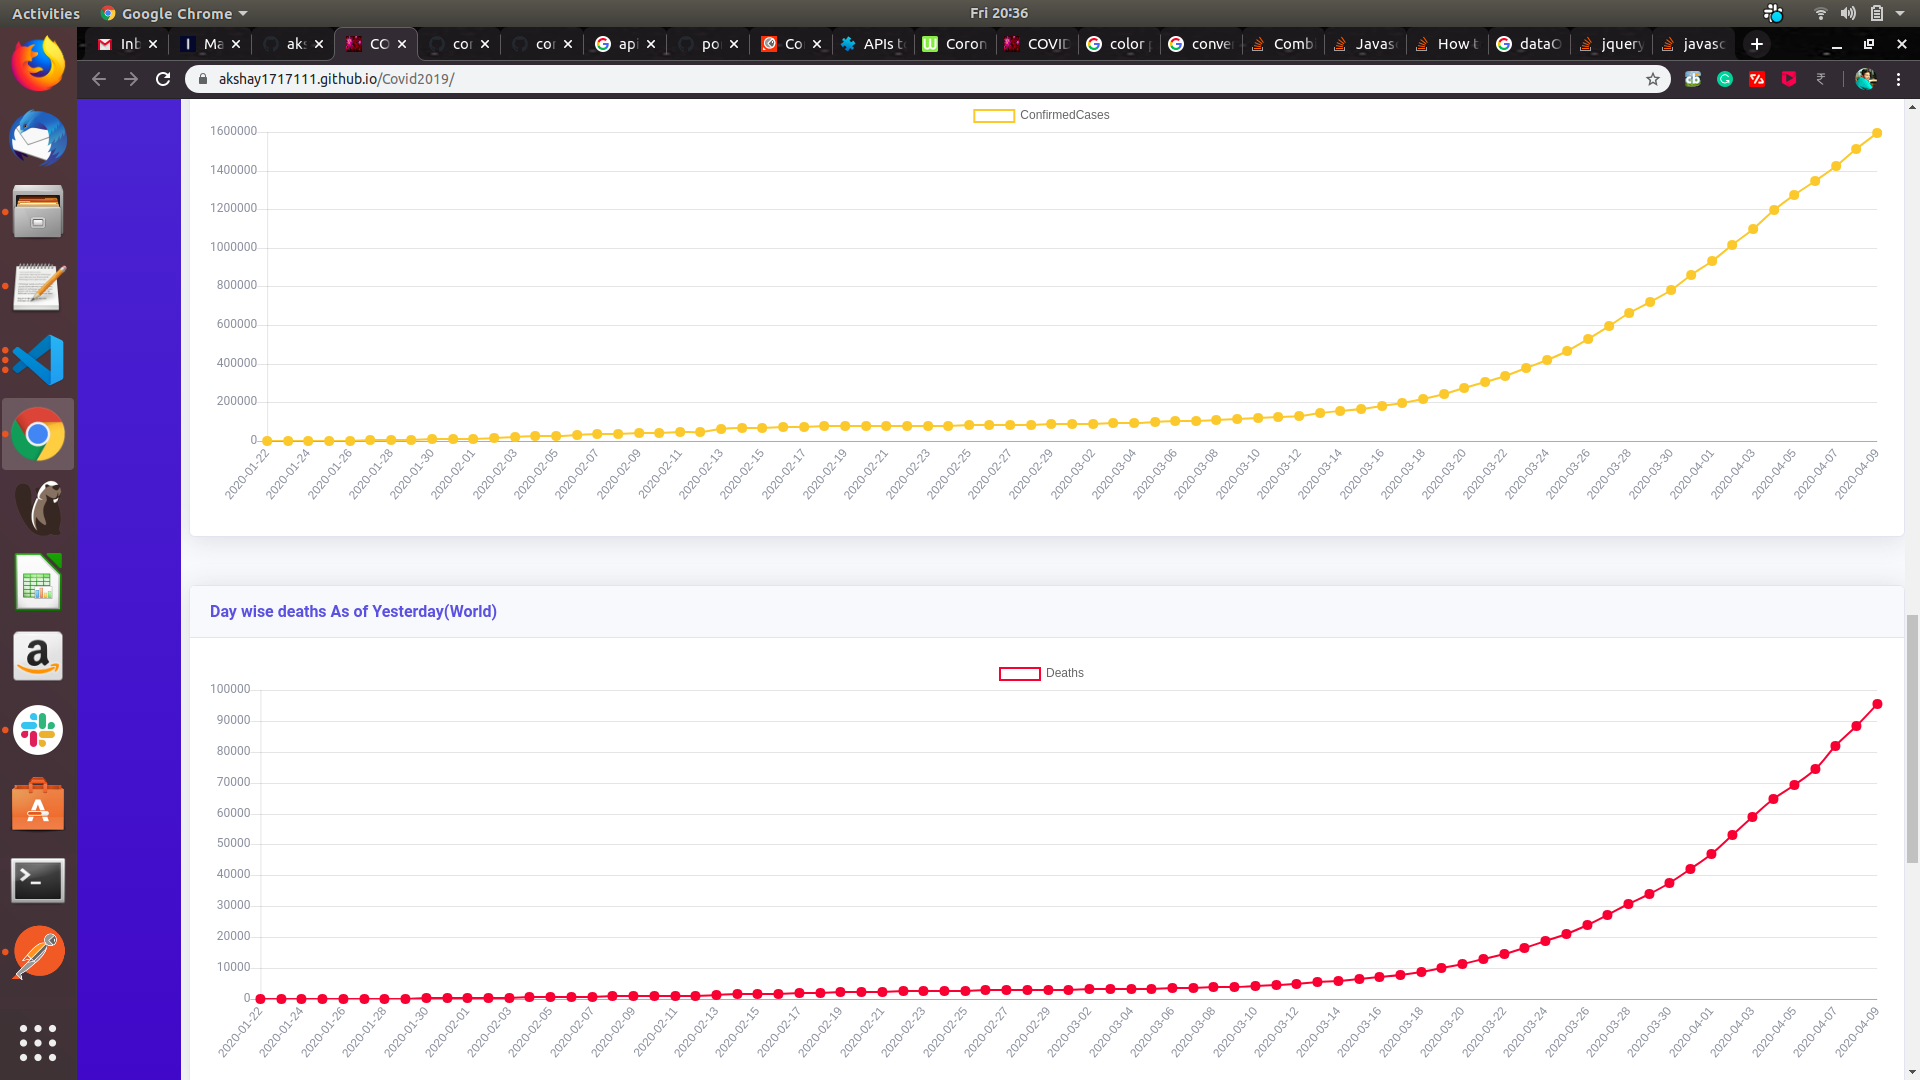 Activities Google Chrome Fri 20:36
Inb Ma aks CO cor cor api por Cor APIs t Coron COVID color conver Combi Javasc How t dataO jquery javasc
akshay1717111.github.io/Covid2019/
ConfirmedCases
1600000
1400000
1200000
1000000
800000
600000
400000
200000
0
2020-01-22 2020-01-24 2020-01-26 2020-01-28 2020-01-30 2020-02-01 2020-02-03 2020-02-05 2020-02-07 2020-02-09 2020-02-11 2020-02-13 2020-02-15 2020-02-17 2020-02-19 2020-02-21 2020-02-23 2020-02-25 2020-02-27 2020-02-29 2020-03-02 2020-03-04 2020-03-06 2020-03-08 2020-03-10 2020-03-12 2020-03-14 2020-03-16 2020-03-18 2020-03-20 2020-03-22 2020-03-24 2020-03-26 2020-03-28 2020-03-30 2020-04-01 2020-04-03 2020-04-05 2020-04-07 2020-04-09
Day wise deaths As of Yesterday(World)
Deaths
100000
90000
80000
70000
60000
50000
40000
30000
20000
10000
0
2020-01-22 2020-01-24 2020-01-26 2020-01-28 2020-01-30 2020-02-01 2020-02-03 2020-02-05 2020-02-07 2020-02-09 2020-02-11 2020-02-13 2020-02-15 2020-02-17 2020-02-19 2020-02-21 2020-02-23 2020-02-25 2020-02-27 2020-02-29 2020-03-02 2020-03-04 2020-03-06 2020-03-08 2020-03-10 2020-03-12 2020-03-14 2020-03-16 2020-03-18 2020-03-20 2020-03-22 2020-03-24 2020-03-26 2020-03-28 2020-03-30 2020-04-01 2020-04-03 2020-04-05 2020-04-07 2020-04-09